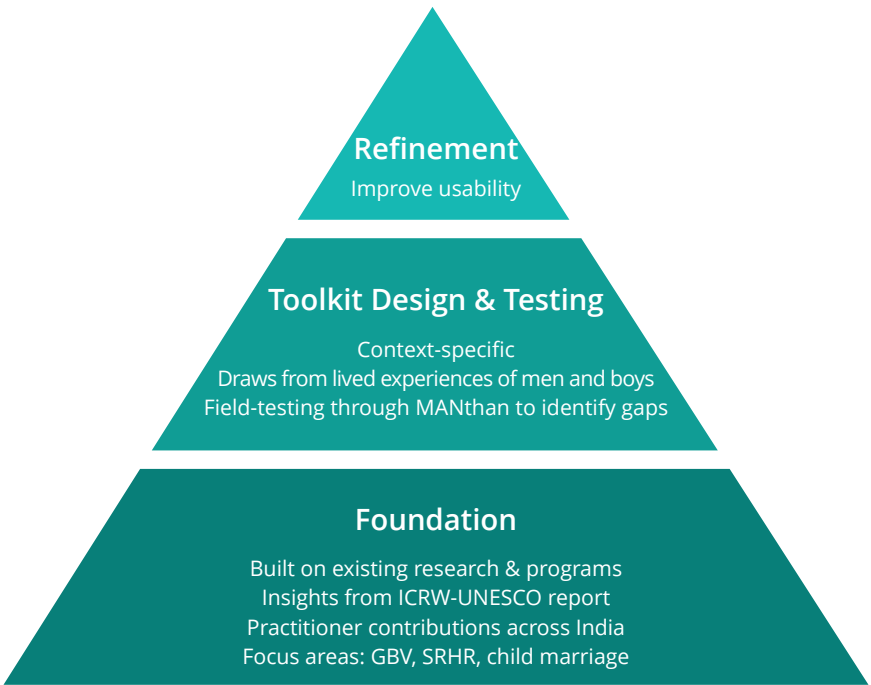 Refinement
Improve usability
Toolkit Design & Testing
Context-specific
Draws from lived experiences of men and boys
Field-testing through MANthan to identify gaps
Foundation
Built on existing research & programs
Insights from ICRW-UNESCO report
Practitioner contributions across India
Focus areas: GBV, SRHR, child marriage